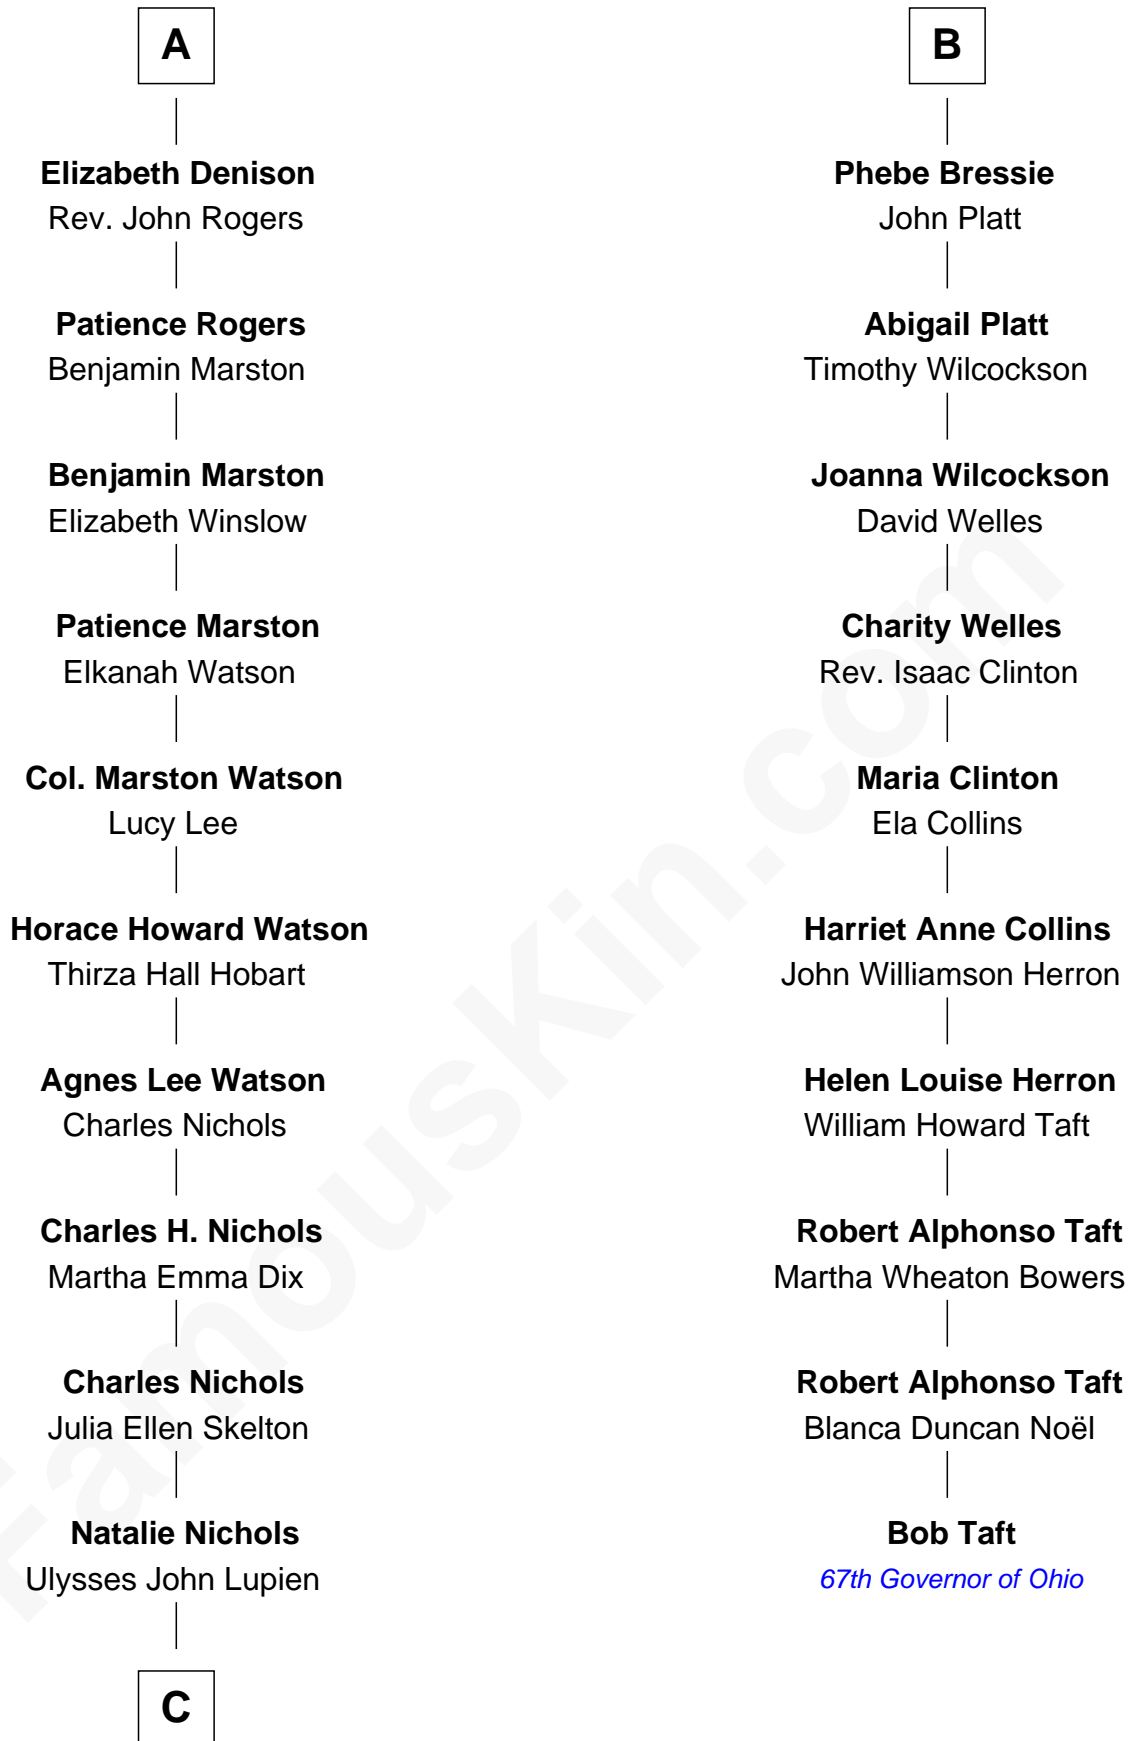 A
Elizabeth Denison
Rev. John Rogers
Patience Rogers
Benjamin Marston
Benjamin Marston
Elizabeth Winslow
Patience Marston
Elkanah Watson
Col. Marston Watson
Lucy Lee
Horace Howard Watson
Thirza Hall Hobart
Agnes Lee Watson
Charles Nichols
Charles H. Nichols
Martha Emma Dix
Charles Nichols
Julia Ellen Skelton
Natalie Nichols
Ulysses John Lupien
C
B
Phebe Bressie
John Platt
Abigail Platt
Timothy Wilcockson
Joanna Wilcockson
David Welles
Charity Welles
Rev. Isaac Clinton
Maria Clinton
Ela Collins
Harriet Anne Collins
John Williamson Herron
Helen Louise Herron
William Howard Taft
Robert Alphonso Taft
Martha Wheaton Bowers
Robert Alphonso Taft
Blanca Duncan Noël
Bob Taft
67th Governor of Ohio
FamousKin.com